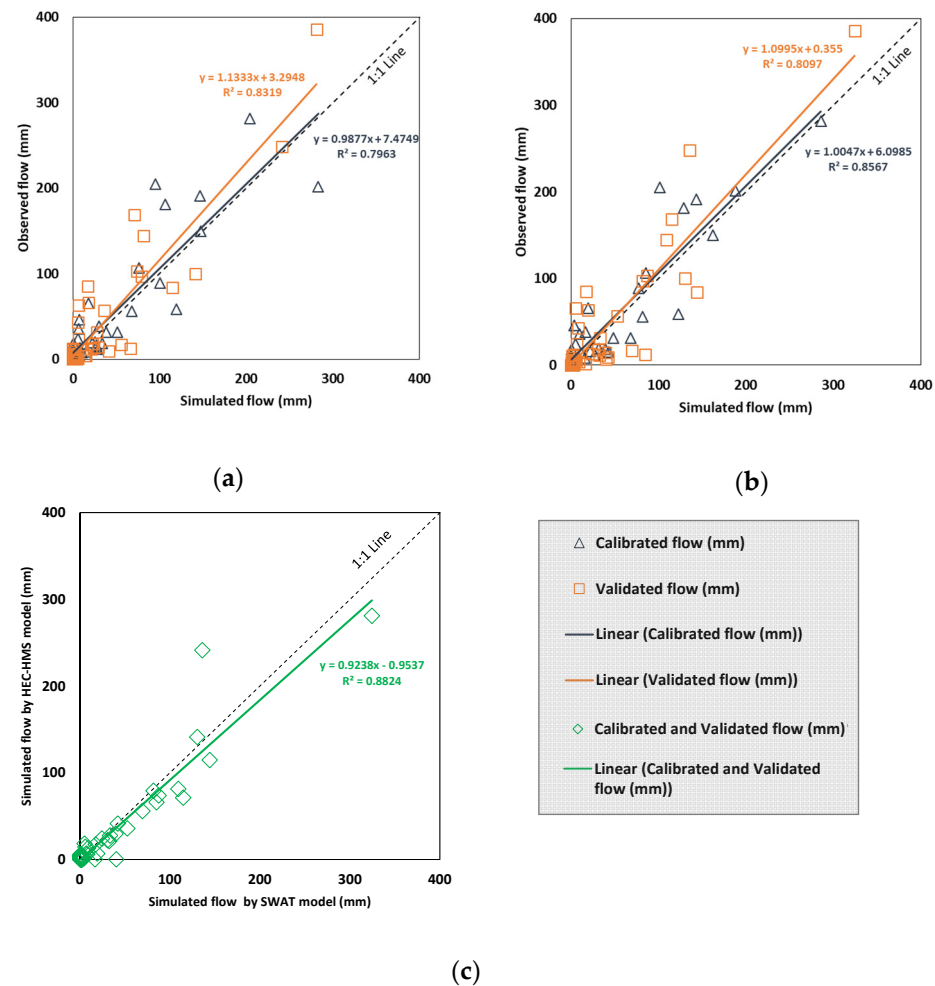 400
300
200
100
0
Observed flow (mm)
y = 1.1333x + 3.2948
R² = 0.8319
1:1 Line
y = 0.9877x + 7.4749
R² = 0.7963
0 100 200 300 400
Simulated flow (mm)
(a)
400
300
200
100
0
Observed flow (mm)
y = 1.0995x + 0.355
R² = 0.8097
1:1 Line
y = 1.0047x + 6.0985
R² = 0.8567
0 100 200 300 400
Simulated flow (mm)
(b)
400
300
200
100
0
Simulated flow by HEC-HMS model (mm)
1:1 Line
y = 0.9238x - 0.9537
R² = 0.8824
0 100 200 300 400
Simulated flow by SWAT model (mm)
Calibrated flow (mm)
Validated flow (mm)
Linear (Calibrated flow (mm))
Linear (Validated flow (mm))
Calibrated and Validated flow (mm)
Linear (Calibrated and Validated
flow (mm))
(c)